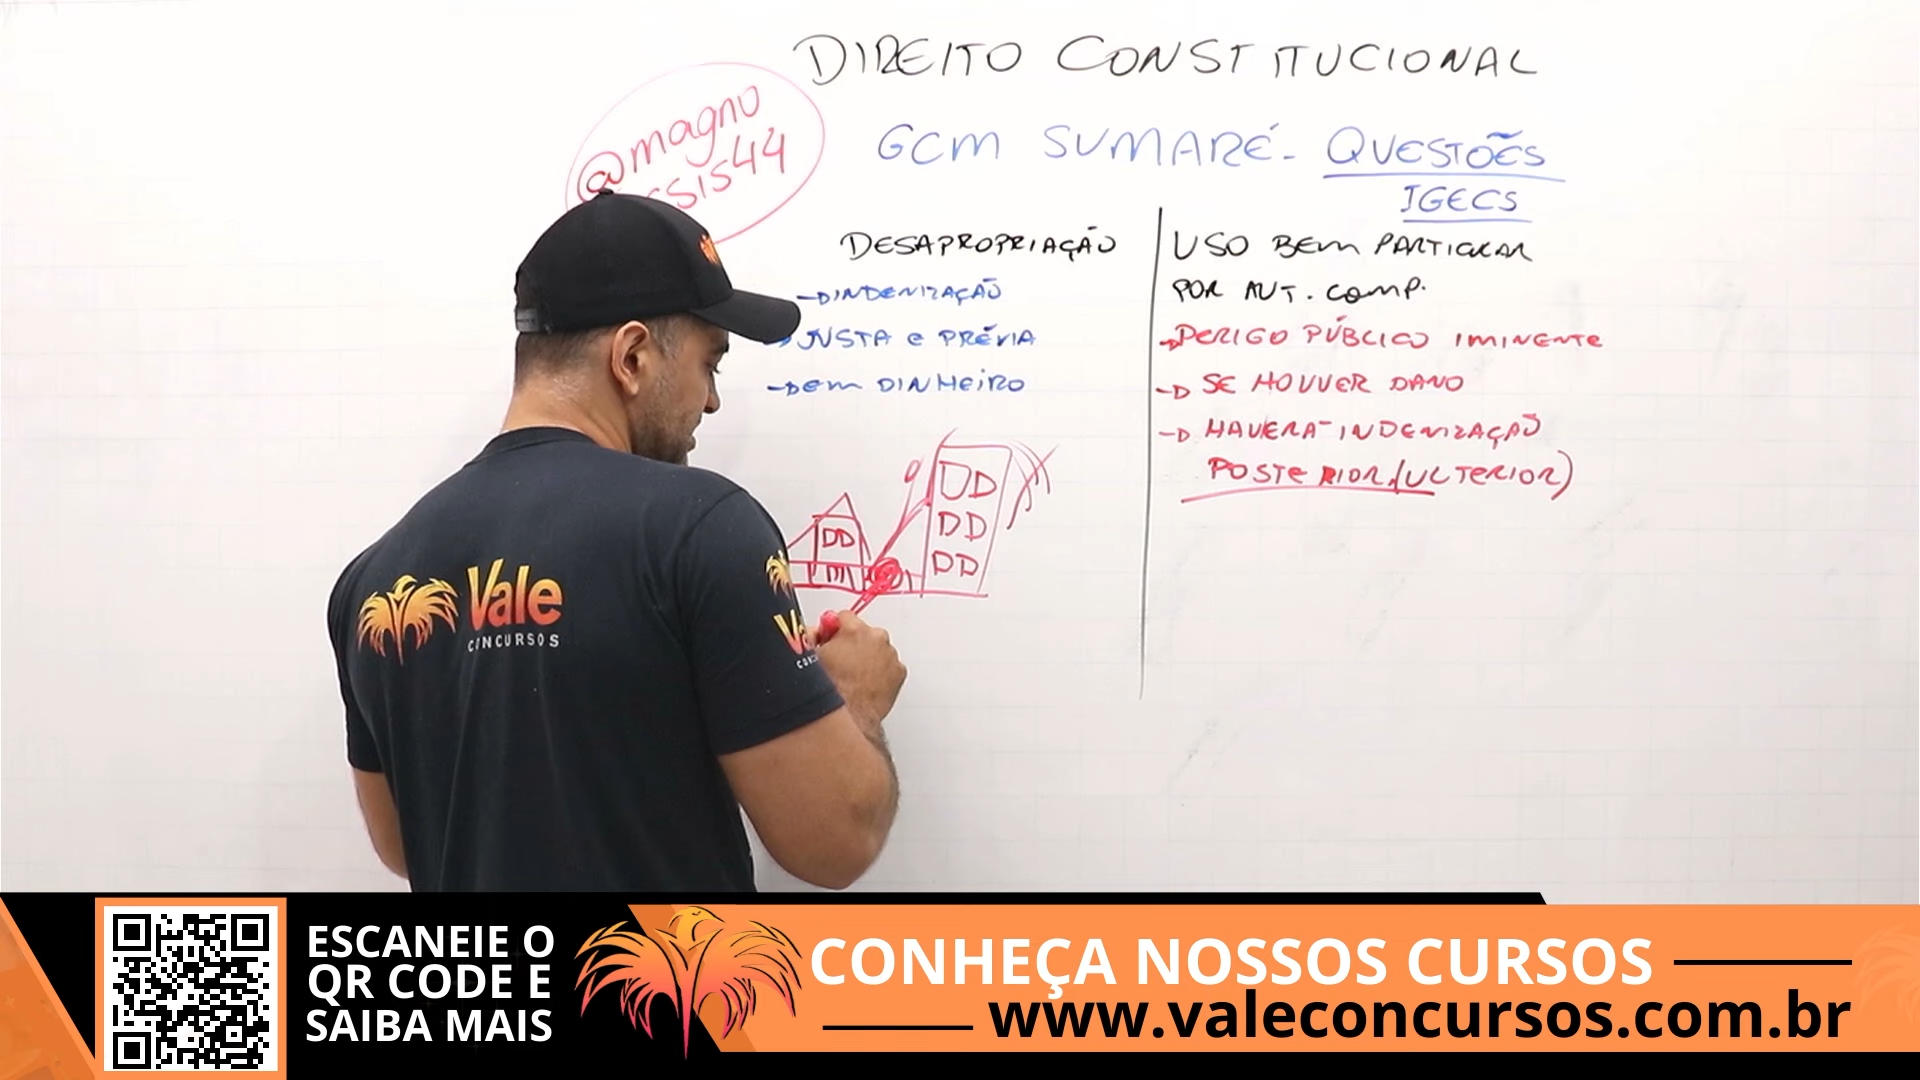 DIREITO CONSTITUCIONAL
@magno
SSIS44
GCM SUMARÉ - QUESTÕES
IGECS
DESAPROPRIAÇÃO
INDENIZAÇÃO
JUSTA e PRÉVIA
em DINHEIRO
USO BEM PARTICULAR
POR AUT. COMP.
PERIGO PÚBLICO IMINENTE
SE HOUVER DANO
HAVERÁ INDENIZAÇÃO
POSTERIOR (ULTERIOR)
Vale
CONCURSOS
ESCANEIE O
QR CODE E
SAIBA MAIS
CONHEÇA NOSSOS CURSOS
www.valeconcursos.com.br